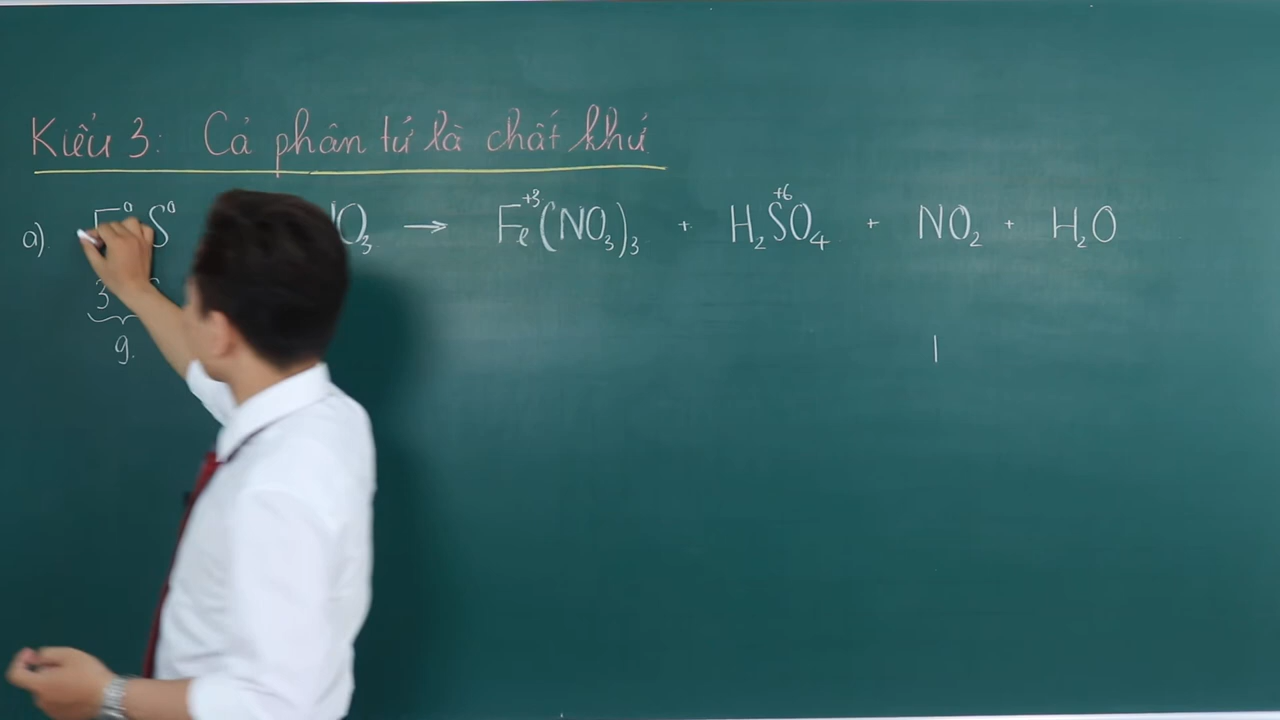 Kiểu 3: Cả phân tử là chất khử
a) Fe⁰S⁰ NO₃ → Fe⁺³(NO₃)₃ + H₂S⁺⁶O₄ + NO₂ + H₂O
3
9 1